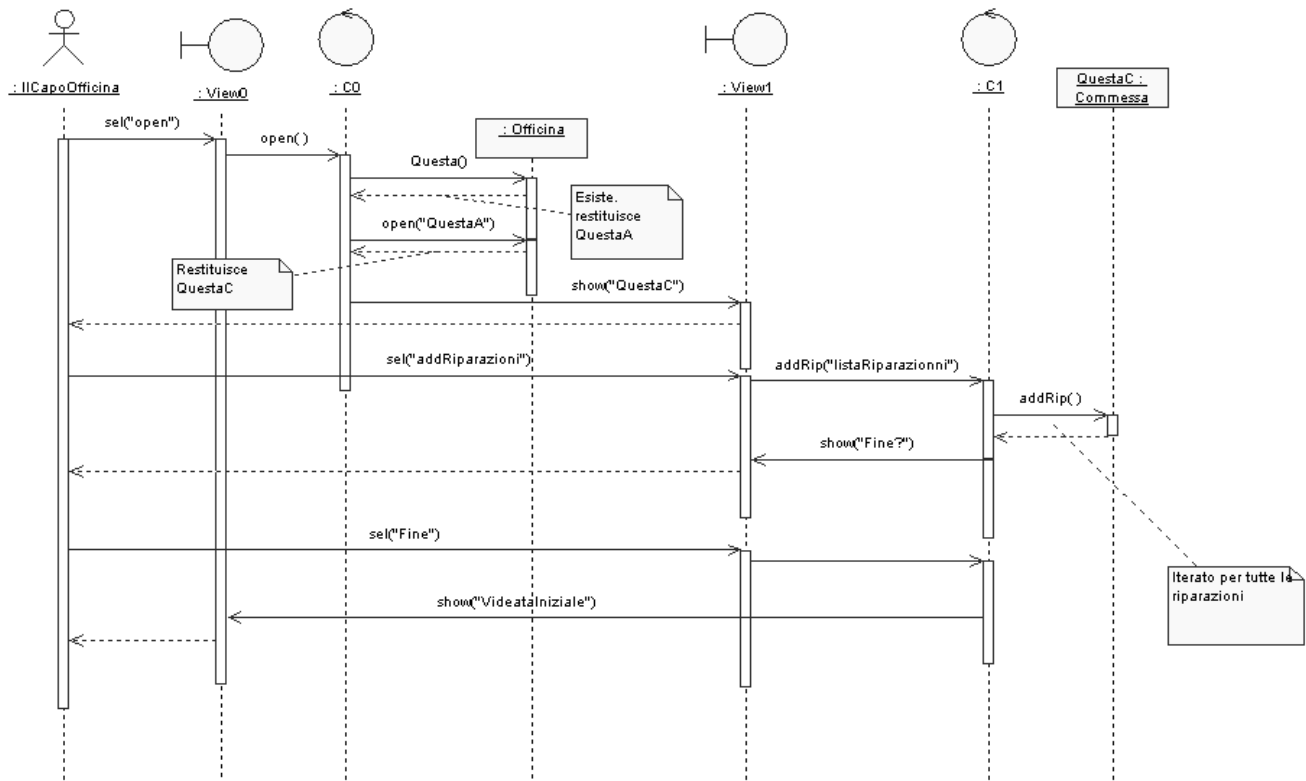 : IlCapoOfficina
: View0
: C0
: View1
: C1
QuestaC :
Commessa
sel("open")
open( )
: Officina
Questa()
Esiste.
restituisce
QuestaA
open("QuestaA")
Restituisce
QuestaC
show("QuestaC")
sel("addRiparazioni")
addRip("listaRiparazionni")
addRip( )
show("Fine?")
sel("Fine")
Iterato per tutte le
riparazioni
show("VideataIniziale")